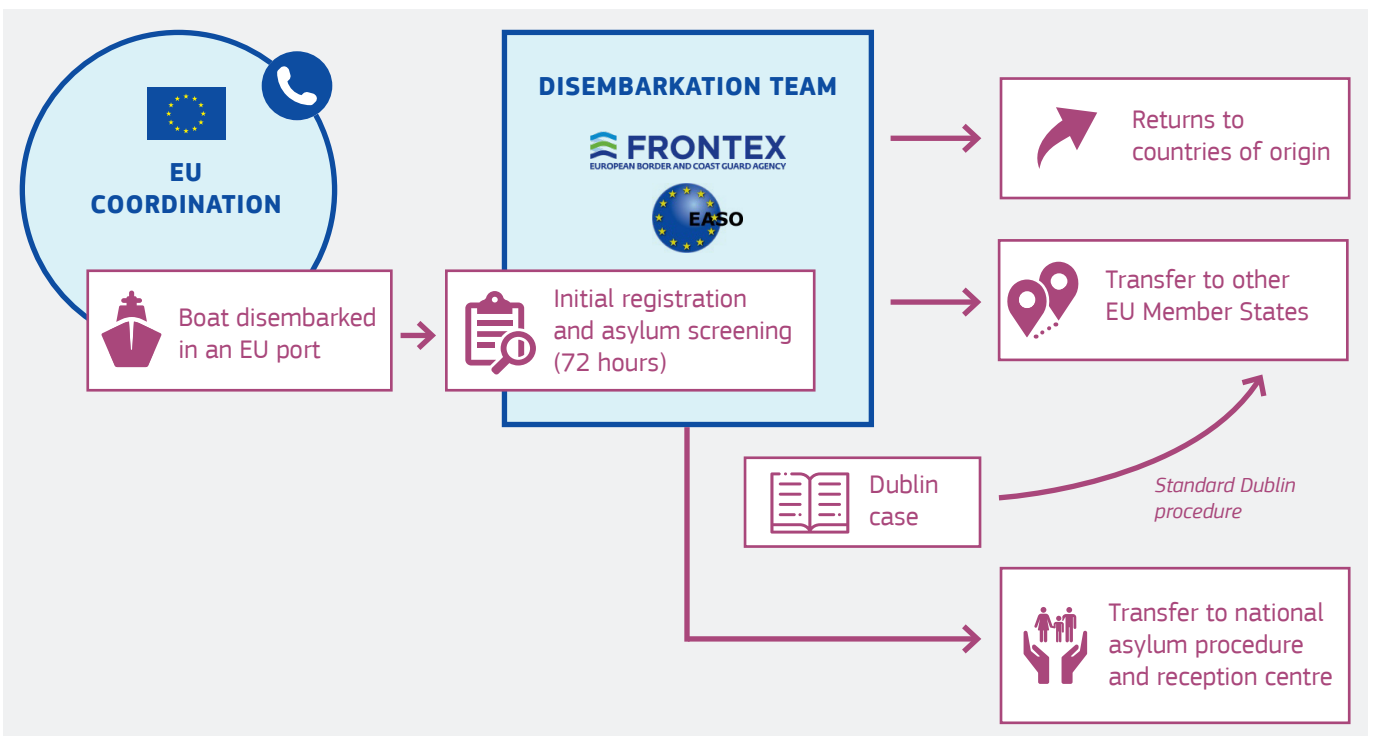 EU
COORDINATION
Boat disembarked
in an EU port
DISEMBARKATION TEAM
FRONTEX
EUROPEAN BORDER AND COAST GUARD AGENCY
EASO
Initial registration
and asylum screening
(72 hours)
Returns to
countries of origin
Transfer to other
EU Member States
Dublin
case
Standard Dublin
procedure
Transfer to national
asylum procedure
and reception centre